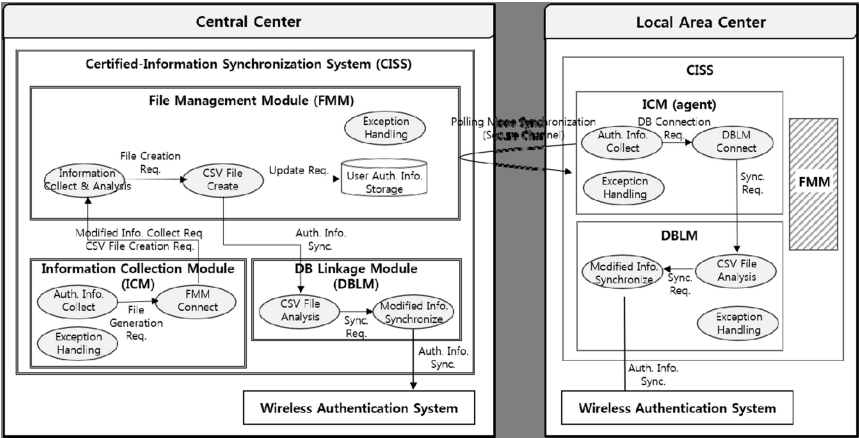 Central Center
Certified-Information Synchronization System (CISS)
File Management Module (FMM)
Exception
Handling
File Creation
Req.
Information
Collect & Analysis
CSV File
Create
Update Req.
User Auth. Info.
Storage
Modified Info. Collect Req.
CSV File Creation Req.
Auth. Info.
Sync.
Information Collection Module
(ICM)
Auth. Info.
Collect
File
Generation
Req.
FMM
Connect
Exception
Handling
DB Linkage Module
(DBLM)
CSV File
Analysis
Sync.
Req.
Modified Info.
Synchronize
Auth. Info.
Sync.
Wireless Authentication System
Polling Mode Synchronization
(Secure Channel)
Local Area Center
CISS
ICM (agent)
DB Connection
Req.
Auth. Info.
Collect
DBLM
Connect
Exception
Handling
Sync.
Req.
FMM
DBLM
Modified Info.
Synchronize
Sync.
Req.
CSV File
Analysis
Exception
Handling
Auth. Info.
Sync.
Wireless Authentication System